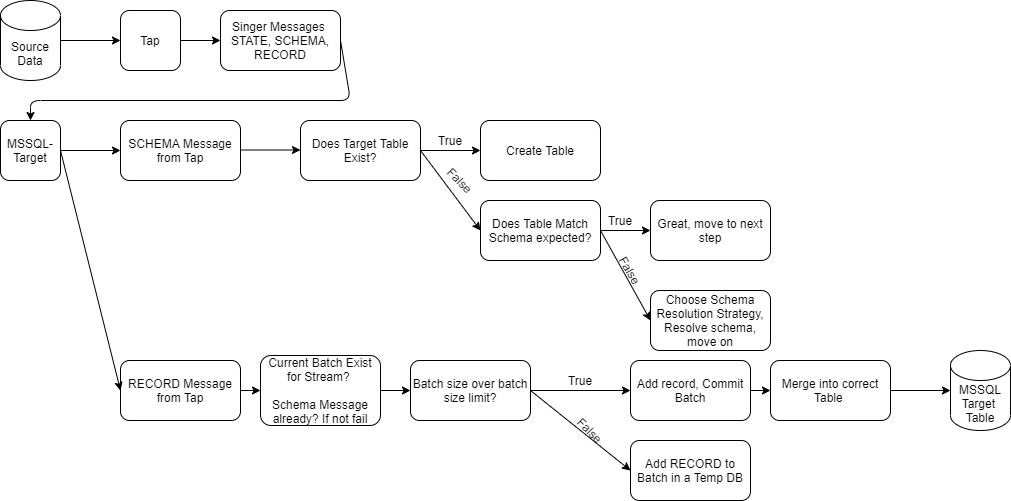 Source
Data
Tap
Singer Messages
STATE, SCHEMA,
RECORD
MSSQL-
Target
SCHEMA Message
from Tap
Does Target Table
Exist?
True
Create Table
False
Does Table Match
Schema expected?
True
Great, move to next
step
False
Choose Schema
Resolution Strategy,
Resolve schema,
move on
RECORD Message
from Tap
Current Batch Exist
for Stream?
Schema Message
already? If not fail
Batch size over batch
size limit?
True
Add record, Commit
Batch
Merge into correct
Table
MSSQL
Target
Table
False
Add RECORD to
Batch in a Temp DB